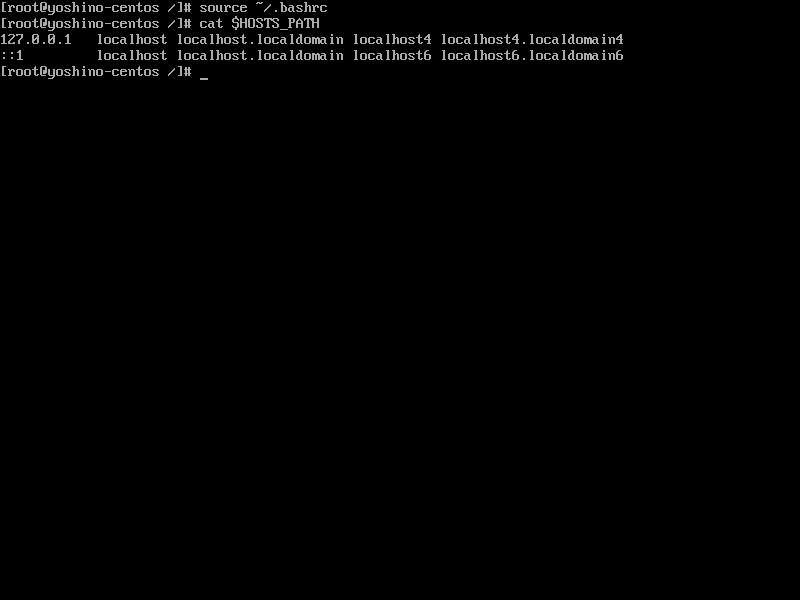 [root@yoshino-centos /]# source ~/.bashrc
[root@yoshino-centos /]# cat $HOSTS_PATH
127.0.0.1   localhost localhost.localdomain localhost4 localhost4.localdomain4
::1         localhost localhost.localdomain localhost6 localhost6.localdomain6
[root@yoshino-centos /]# _